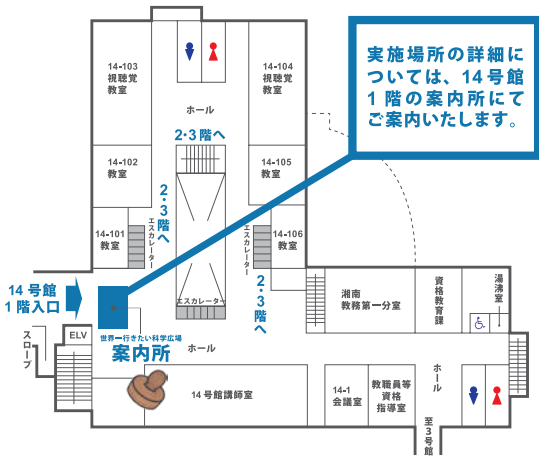 実施場所の詳細に
ついては、14号館
1階の案内所にて
ご案内いたします。
14-103
視聴覚
教室
14-104
視聴覚
教室
ホール
2・3階へ
14-102
教室
14-105
教室
2・3階へ
エスカレーター
14-101
教室
エスカレーター
14-106
教室
2・3階へ
エスカレーター
14号館
1階入口
湘南
教務第一分室
資格教育課
湯沸室
スロープ
ELV
世界一行きたい科学広場
案内所
ホール
14号館講師室
14-1
会議室
教職員等
資格
指導室
ホール
至3号館